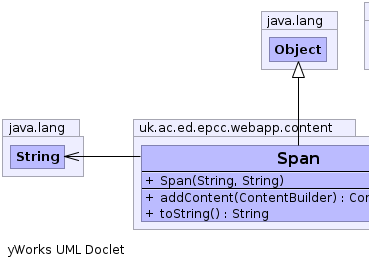 java.lang
Object
java.lang
String
uk.ac.ed.epcc.webapp.content
Span
+ Span(String, String)
+ addContent(ContentBuilder) : Con
+ toString() : String
yWorks UML Doclet